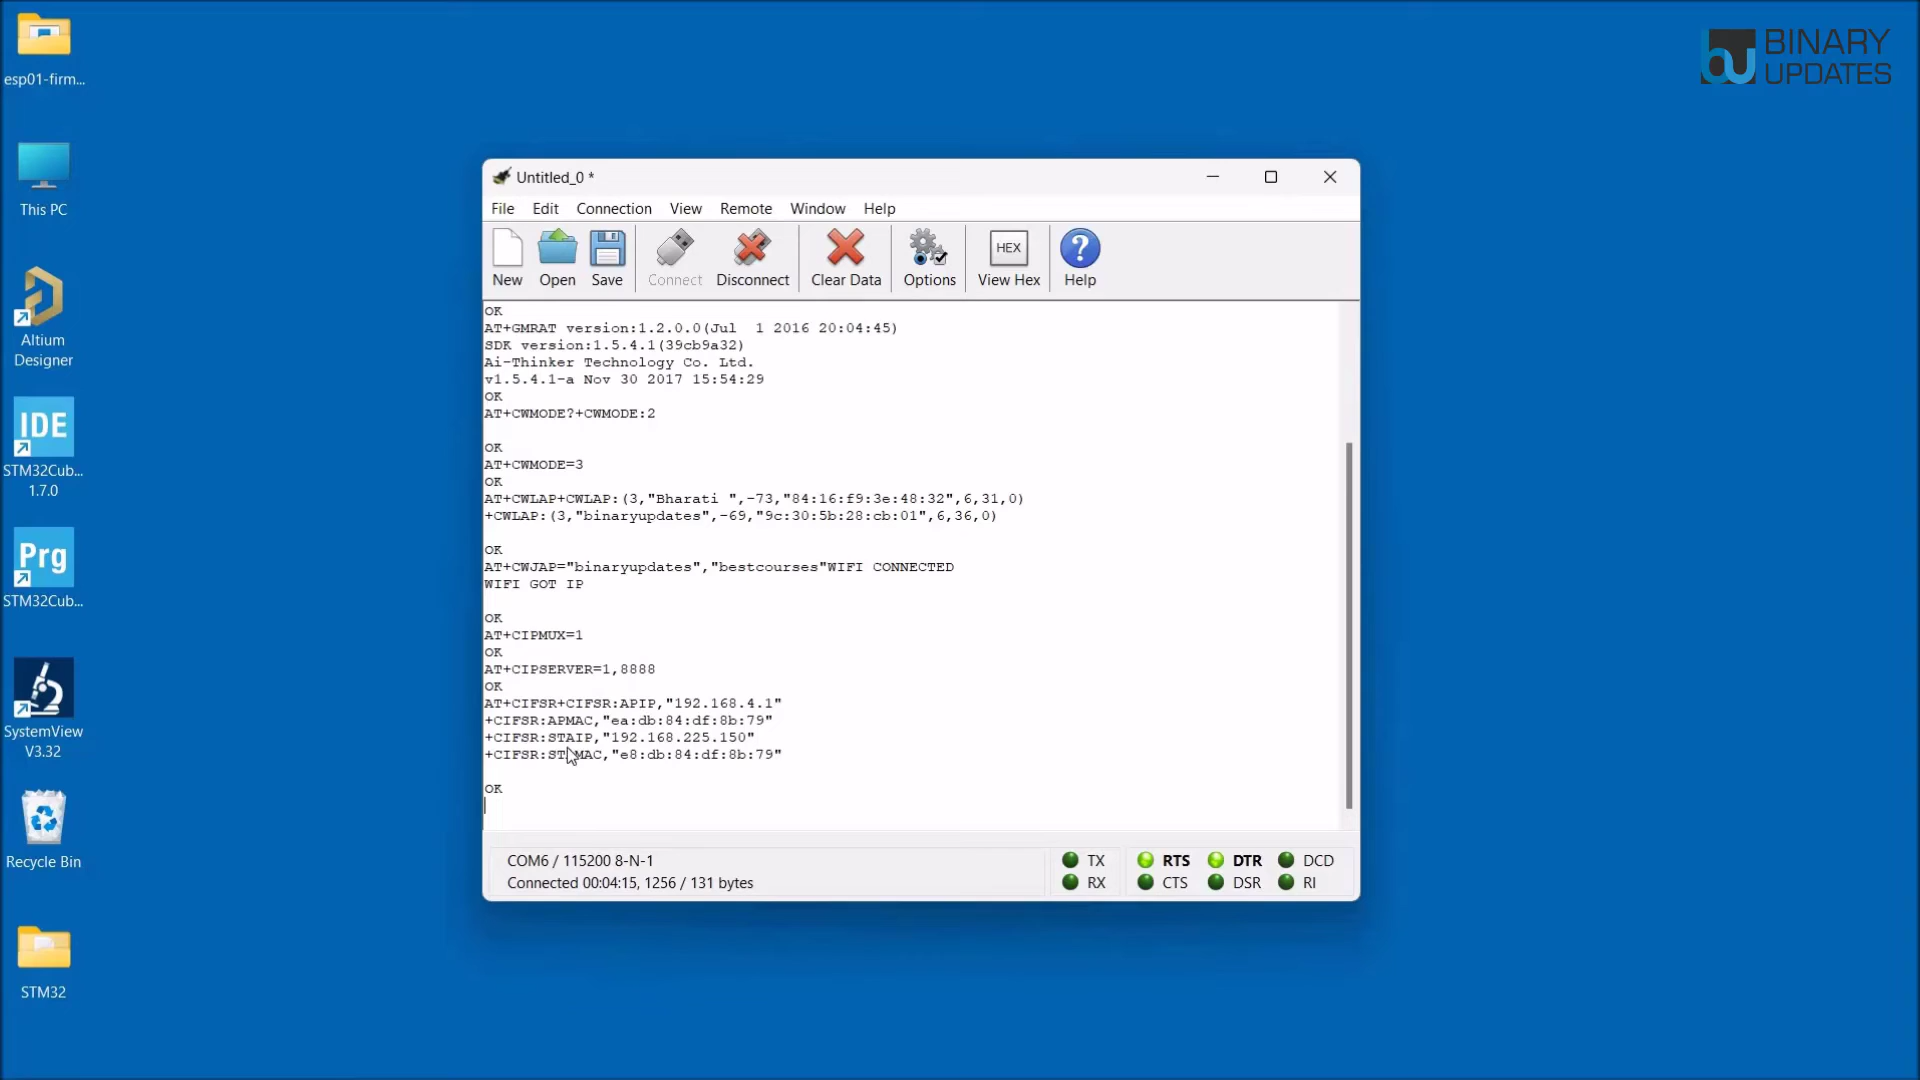 BINARY
UPDATES
esp01-firm...
This PC
Altium
Designer
IDE
STM32Cub...
1.7.0
Prg
STM32Cub...
SystemView
V3.32
Recycle Bin
STM32
Untitled_0 *
File Edit Connection View Remote Window Help
HEX ?
New Open Save Connect Disconnect Clear Data Options View Hex Help
OK
AT+GMRAT version:1.2.0.0(Jul  1 2016 20:04:45)
SDK version:1.5.4.1(39cb9a32)
Ai-Thinker Technology Co. Ltd.
v1.5.4.1-a Nov 30 2017 15:54:29
OK
AT+CWMODE?+CWMODE:2
OK
AT+CWMODE=3
OK
AT+CWLAP+CWLAP:(3,"Bharati ",-73,"84:16:f9:3e:48:32",6,31,0)
+CWLAP:(3,"binaryupdates",-69,"9c:30:5b:28:cb:01",6,36,0)
OK
AT+CWJAP="binaryupdates","bestcourses"WIFI CONNECTED
WIFI GOT IP
OK
AT+CIPMUX=1
OK
AT+CIPSERVER=1,8888
OK
AT+CIFSR+CIFSR:APIP,"192.168.4.1"
+CIFSR:APMAC,"ea:db:84:df:8b:79"
+CIFSR:STAIP,"192.168.225.150"
+CIFSR:STAMAC,"e8:db:84:df:8b:79"
OK
COM6 / 115200 8-N-1
Connected 00:04:15, 1256 / 131 bytes
TX RTS DTR DCD
RX CTS DSR RI